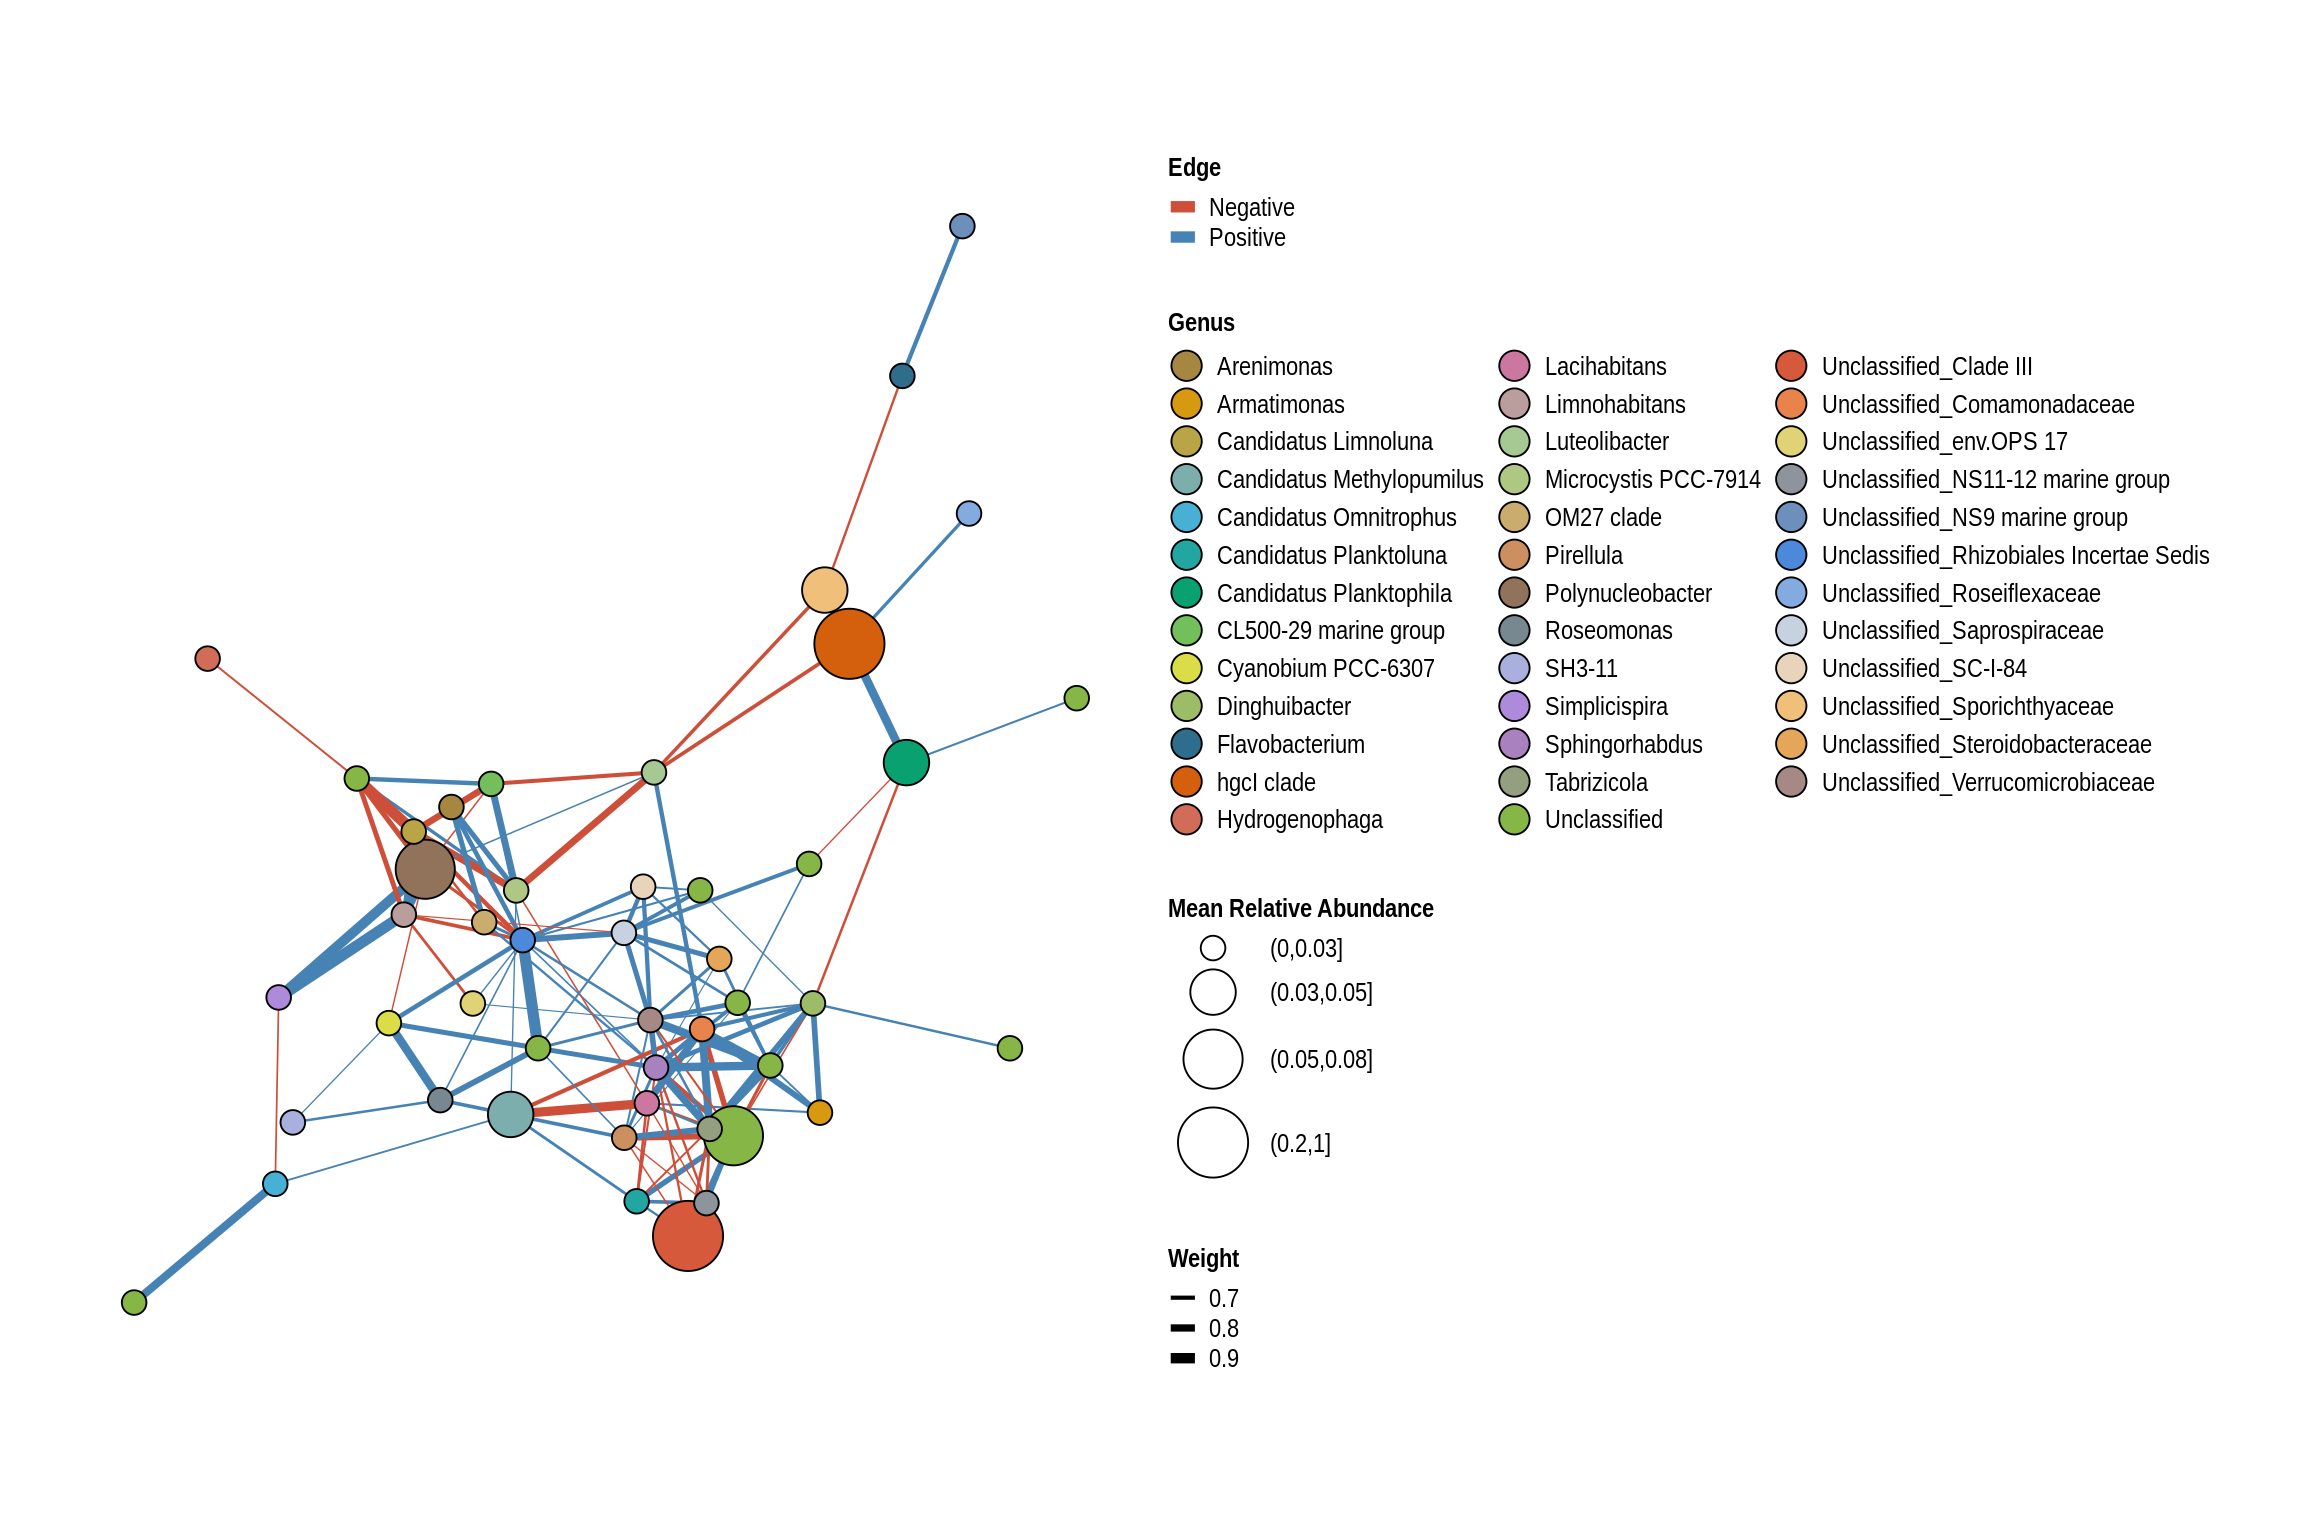 Edge
Negative
Positive
Genus
Arenimonas
Armatimonas
Candidatus Limnoluna
Candidatus Methylopumilus
Candidatus Omnitrophus
Candidatus Planktoluna
Candidatus Planktophila
CL500-29 marine group
Cyanobium PCC-6307
Dinghuibacter
Flavobacterium
hgcI clade
Hydrogenophaga
Lacihabitans
Limnohabitans
Luteolibacter
Microcystis PCC-7914
OM27 clade
Pirellula
Polynucleobacter
Roseomonas
SH3-11
Simplicispira
Sphingorhabdus
Tabrizicola
Unclassified
Unclassified_Clade III
Unclassified_Comamonadaceae
Unclassified_env.OPS 17
Unclassified_NS11-12 marine group
Unclassified_NS9 marine group
Unclassified_Rhizobiales Incertae Sedis
Unclassified_Roseiflexaceae
Unclassified_Saprospiraceae
Unclassified_SC-I-84
Unclassified_Sporichthyaceae
Unclassified_Steroidobacteraceae
Unclassified_Verrucomicrobiaceae
Mean Relative Abundance
(0,0.03]
(0.03,0.05]
(0.05,0.08]
(0.2,1]
Weight
0.7
0.8
0.9